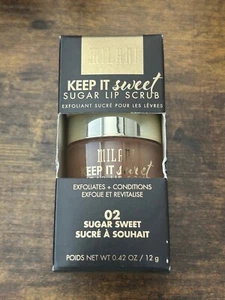 MILANI
KEEP IT sweet
SUGAR LIP SCRUB
EXFOLIANT SUCRÉ POUR LES LÈVRES
MILANI
KEEP IT sweet
EXFOLIATES + CONDITIONS
EXFOLIE ET REVITALISE
02
SUGAR SWEET
SUCRÉ À SOUHAIT
POIDS NET WT 0.42 OZ / 12 g